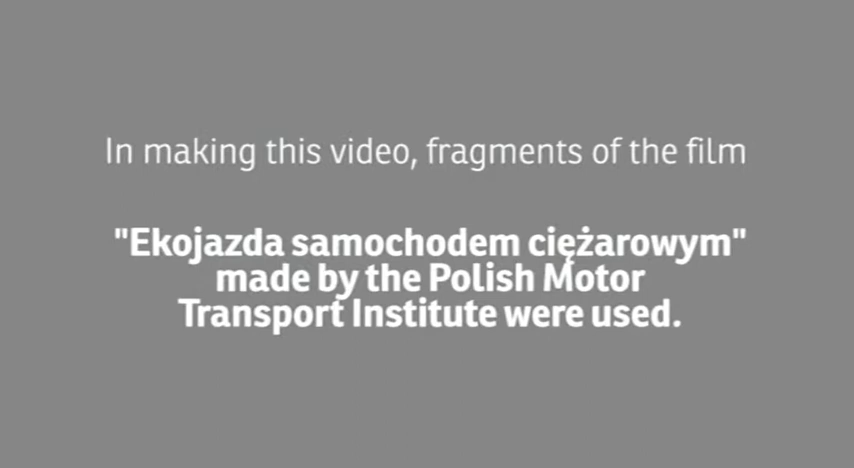 In making this video, fragments of the film
"Ekojazda samochodem ciężarowym"
made by the Polish Motor
Transport Institute were used.